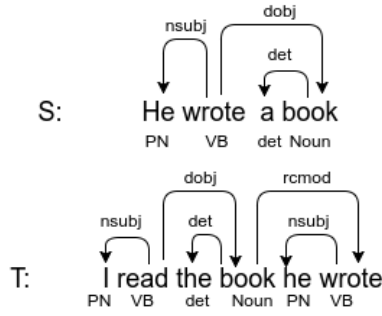 dobj
nsubj
det
S: He wrote a book
PN VB det Noun
dobj rcmod
nsubj det nsubj
T: I read the book he wrote
PN VB det Noun PN VB